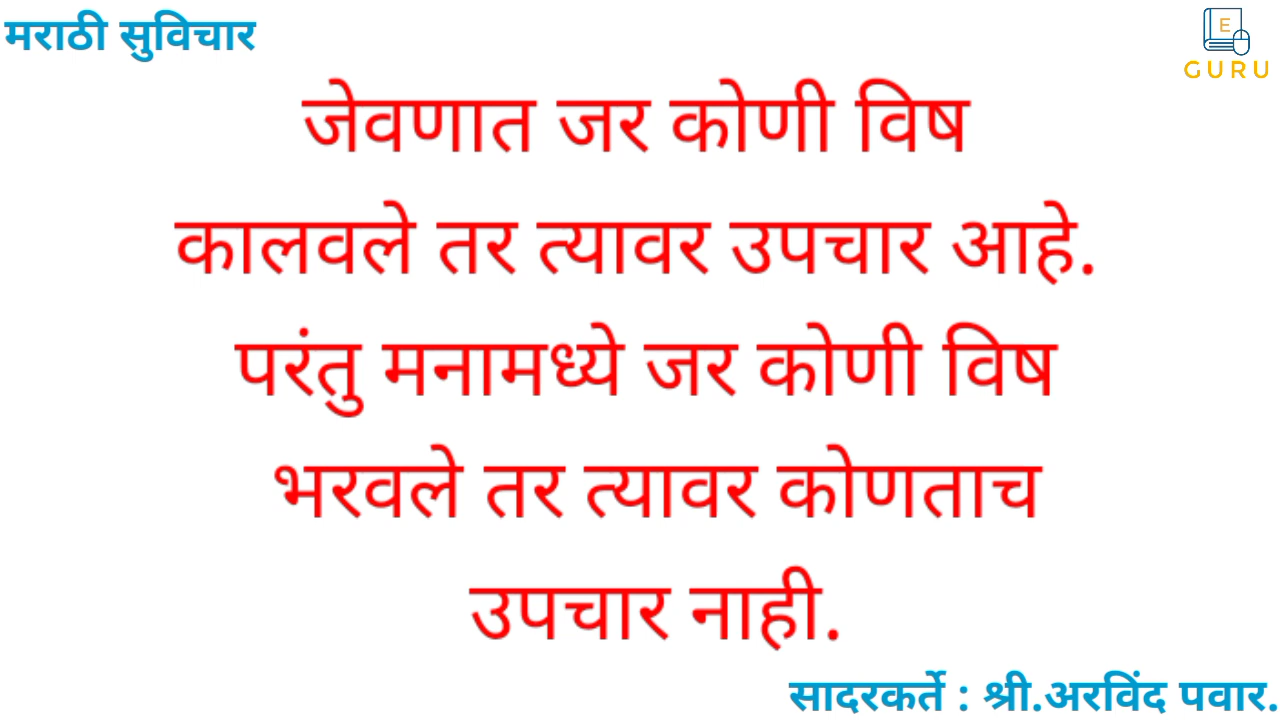 मराठी सुविचार
E
GURU
जेवणात जर कोणी विष
कालवले तर त्यावर उपचार आहे.
परंतु मनामध्ये जर कोणी विष
भरवले तर त्यावर कोणताच
उपचार नाही.
सादरकर्ते : श्री.अरविंद पवार.